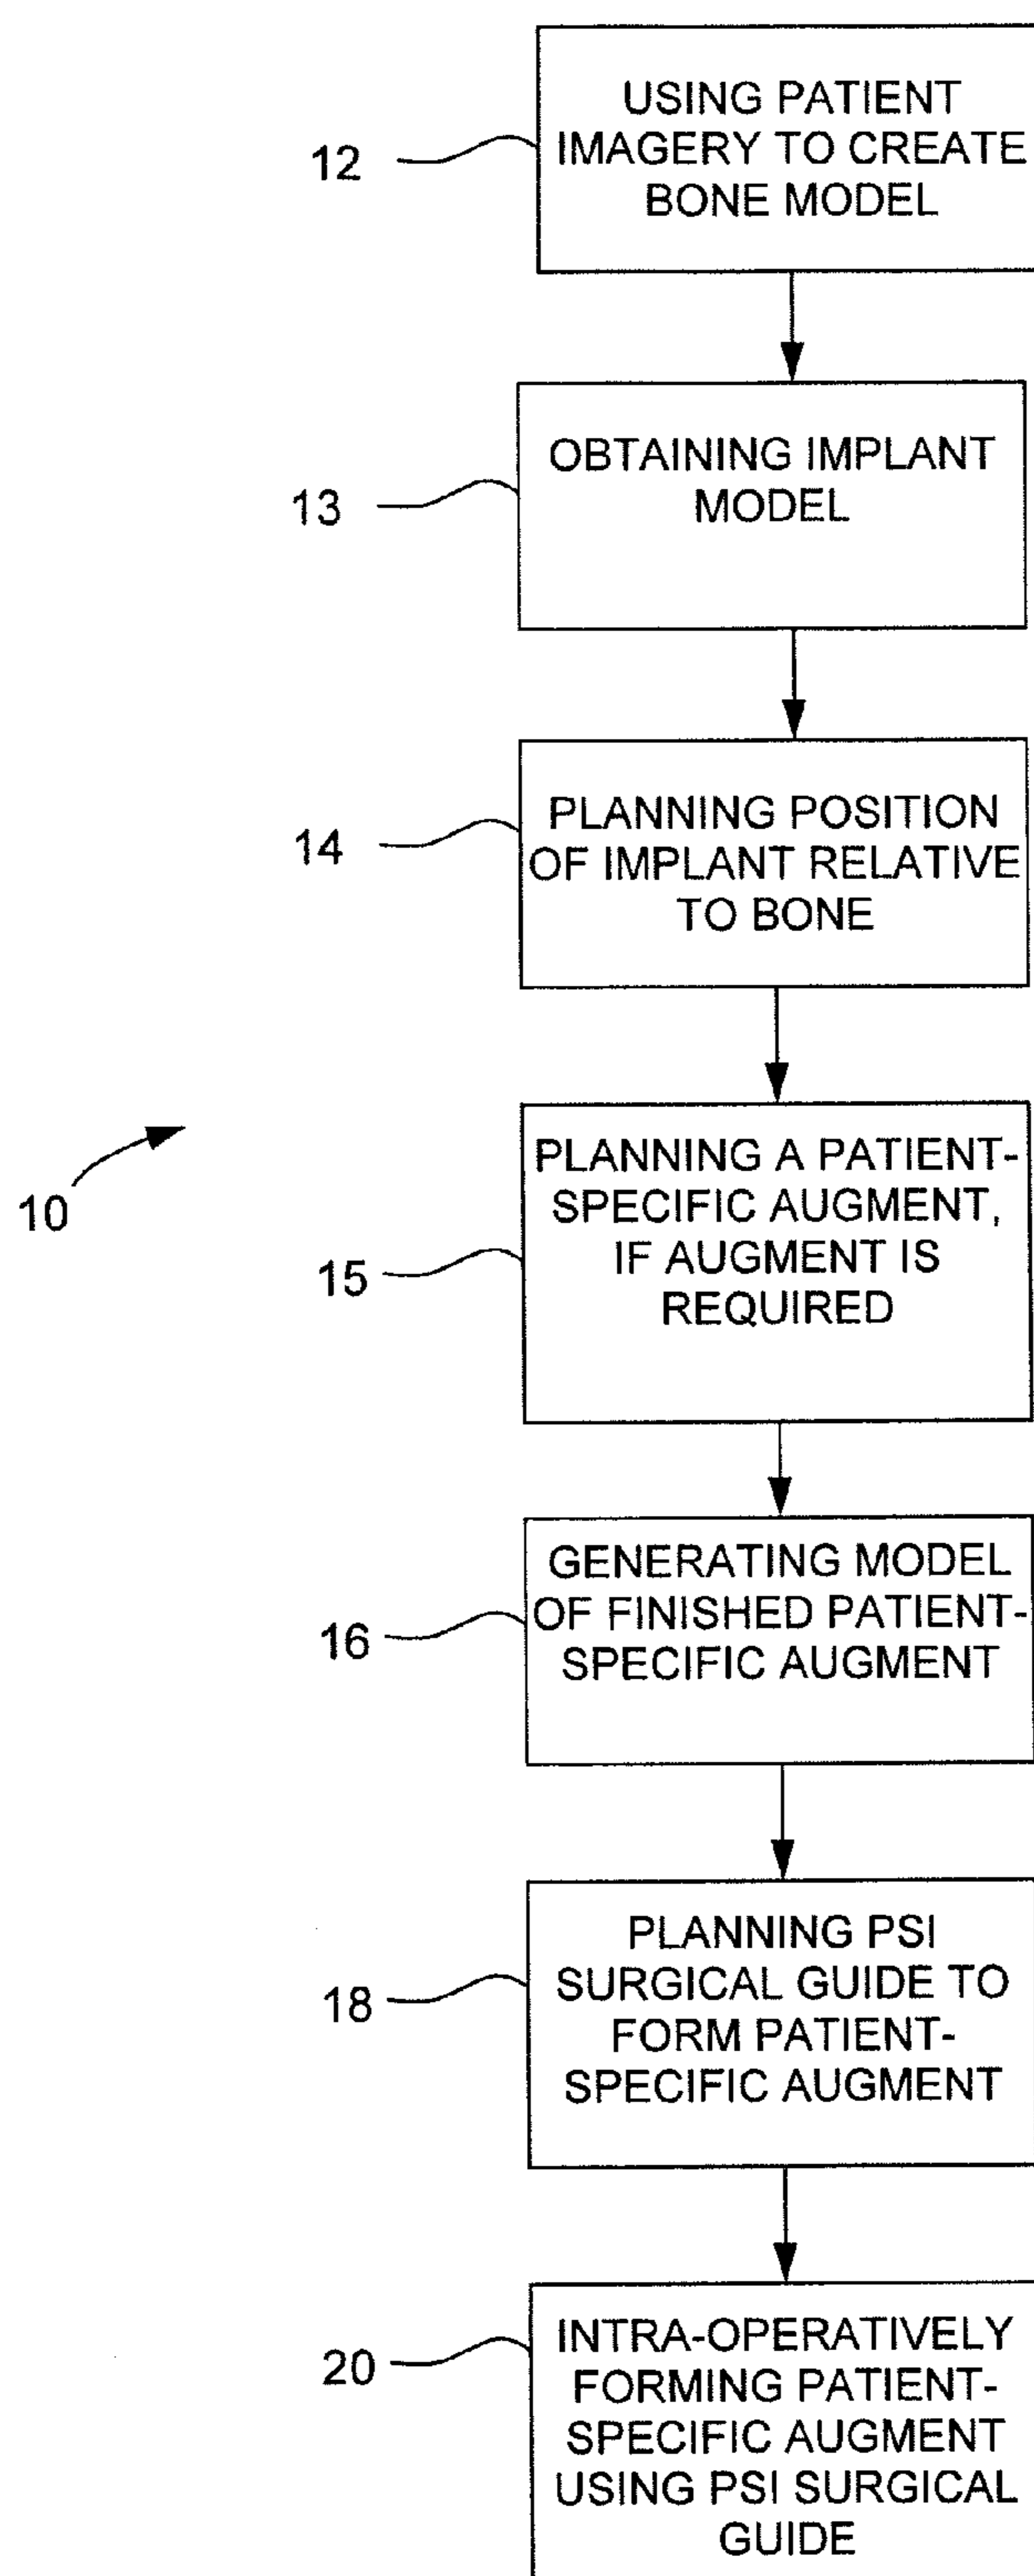 USING PATIENT
IMAGERY TO CREATE
BONE MODEL
12
OBTAINING IMPLANT
MODEL
13
PLANNING POSITION
OF IMPLANT RELATIVE
TO BONE
14
10
PLANNING A PATIENT-
SPECIFIC AUGMENT,
IF AUGMENT IS
REQUIRED
15
GENERATING MODEL
OF FINISHED PATIENT-
SPECIFIC AUGMENT
16
PLANNING PSI
SURGICAL GUIDE TO
FORM PATIENT-
SPECIFIC AUGMENT
18
INTRA-OPERATIVELY
FORMING PATIENT-
SPECIFIC AUGMENT
USING PSI SURGICAL
GUIDE
20